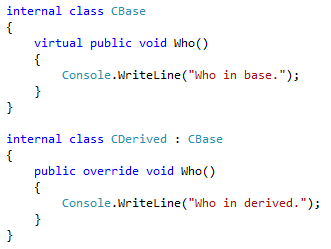 internal class CBase
{
    virtual public void Who()
    {
        Console.WriteLine("Who in base.");
    }
}
internal class CDerived : CBase
{
    public override void Who()
    {
        Console.WriteLine("Who in derived.");
    }
}